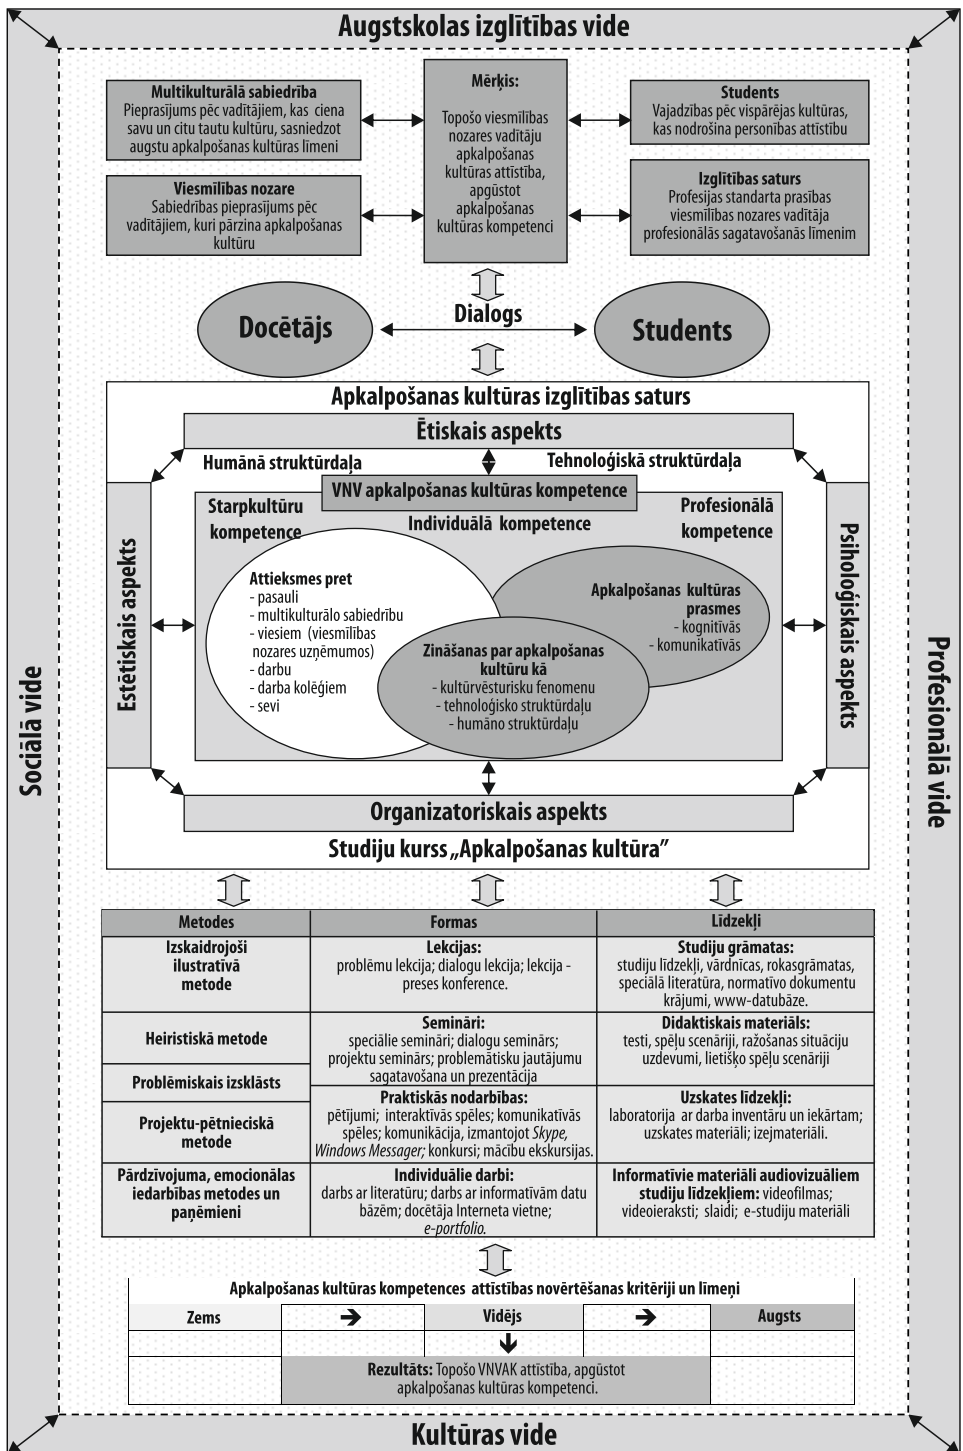 Augstskolas izglītības vide
Multikulturālā sabiedrība
Pieprasījums pēc vadītājiem, kas ciena
savu un citu tautu kultūru, sasniedzot
augstu apkalpošanas kultūras līmeni
Viesmīlības nozare
Sabiedrības pieprasījums pēc
vadītājiem, kuri pārzina apkalpošanas
kultūru
Mērķis:
Topošo viesmīlības
nozares vadītāju
apkalpošanas
kultūras attīstība,
apgūstot
apkalpošanas
kultūras kompetenci
Students
Vajadzības pēc vispārējas kultūras,
kas nodrošina personības attīstību
Izglītības saturs
Profesijas standarta prasības
viesmīlības nozares vadītāja
profesionālās sagatavošanās līmenim
Docētājs
Dialogs
Students
Apkalpošanas kultūras izglītības saturs
Ētiskais aspekts
Humānā struktūrdaļa
Tehnoloģiskā struktūrdaļa
VNV apkalpošanas kultūras kompetence
Starpkultūru
kompetence
Individuālā kompetence
Profesionālā
kompetence
Attieksmes pret
- pasauli
- multikulturālo sabiedrību
- viesiem (viesmīlības
nozares uzņēmumos)
- darbu
- darba kolēģiem
- sevi
Apkalpošanas kultūras
prasmes
- kognitīvās
- komunikatīvās
Zināšanas par apkalpošanas
kultūru kā
- kultūrvēsturisku fenomenu
- tehnoloģisko struktūrdaļu
- humāno struktūrdaļu
Estētiskais aspekts
Psiholoģiskais aspekts
Organizatoriskais aspekts
Studiju kurss „Apkalpošanas kultūra”
Sociālā vide
Profesionālā vide
Metodes
Formas
Līdzekļi
Izskaidrojoši
ilustratīvā
metode
Lekcijas:
problēmu lekcija; dialogu lekcija; lekcija -
preses konference.
Studiju grāmatas:
studiju līdzekļi, vārdnīcas, rokasgrāmatas,
speciālā literatūra, normatīvo dokumentu
krājumi, www-datubāze.
Heiristiskā metode
Semināri:
speciālie semināri; dialogu seminārs;
projektu seminārs; problemātisku jautājumu
sagatavošana un prezentācija
Didaktiskais materiāls:
testi, spēļu scenāriji, ražošanas situāciju
uzdevumi, lietišķo spēļu scenāriji
Problēmiskais izsklāsts
Projektu-pētnieciskā
metode
Praktiskās nodarbības:
pētījumi; interaktīvās spēles; komunikatīvās
spēles; komunikācija, izmantojot Skype,
Windows Messager; konkursi; mācību ekskursijas.
Uzskates līdzekļi:
laboratorija ar darba inventāru un iekārtam;
uzskates materiāli; izejmateriāli.
Pārdzīvojuma, emocionālas
iedarbības metodes un
paņēmieni
Individuālie darbi:
darbs ar literatūru; darbs ar informatīvām datu
bāzēm; docētāja Interneta vietne;
e-portfolio.
Informatīvie materiāli audiovizuāliem
studiju līdzekļiem: videofilmas;
videoieraksti; slaidi; e-studiju materiāli
Apkalpošanas kultūras kompetences attīstības novērtēšanas kritēriji un līmeņi
Zems
Vidējs
Augsts
Rezultāts: Topošo VNVAK attīstība, apgūstot
apkalpošanas kultūras kompetenci.
Kultūras vide